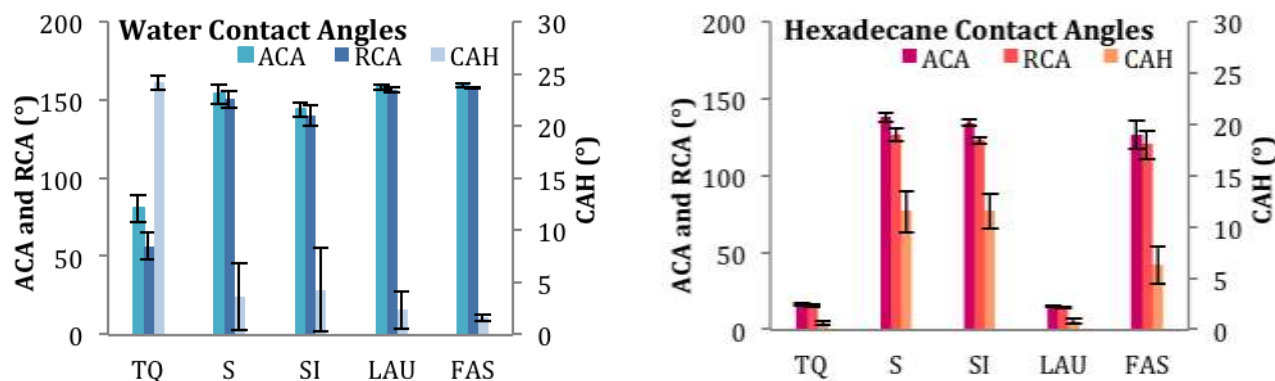 Water Contact Angles
ACA RCA CAH
200
150
100
50
0
ACA and RCA (°)
30
25
20
15
10
5
0
CAH (°)
TQ S SI LAU FAS
Hexadecane Contact Angles
ACA RCA CAH
200
150
100
50
0
ACA and RCA (°)
30
25
20
15
10
5
0
CAH (°)
TQ S SI LAU FAS